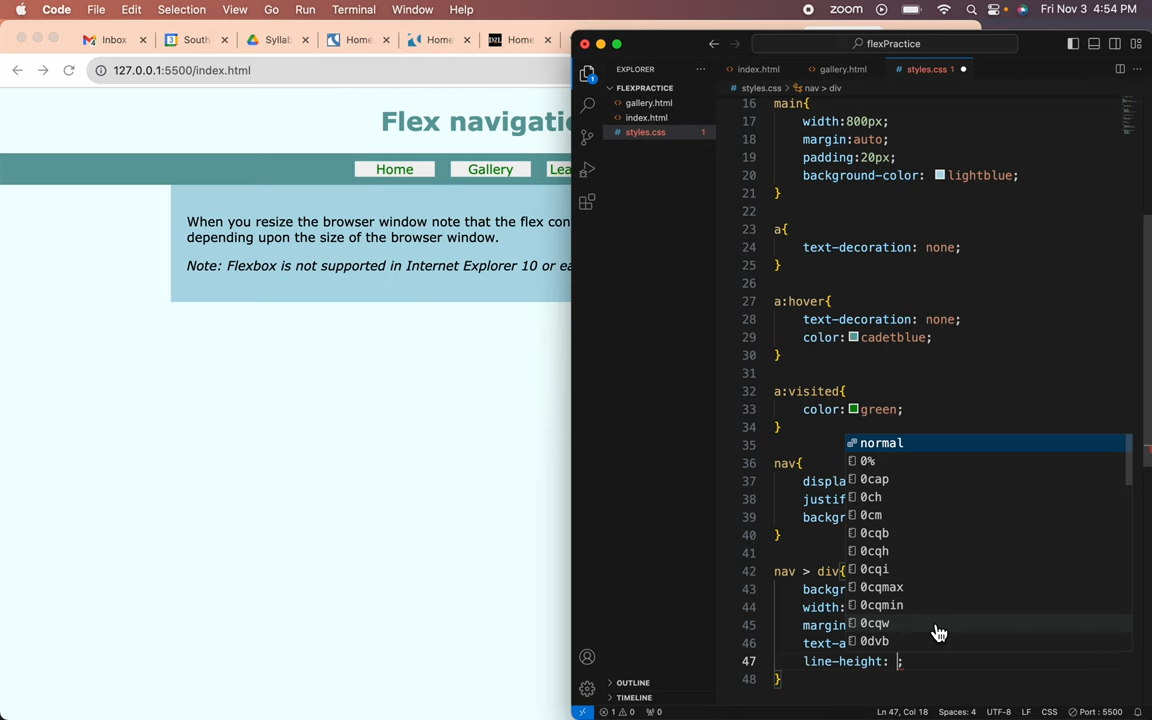 Code File Edit Selection View Go Run Terminal Window Help zoom Fri Nov 3 4:54 PM
Inbox South Syllab Home Home D2L Home
flexPractice
127.0.0.1:5500/index.html
EXPLORER index.html gallery.html styles.css 1
FLEXPRACTICE styles.css > nav > div
gallery.html
index.html
styles.css 1
Flex navigatio
Home Gallery Lea
When you resize the browser window note that the flex con
depending upon the size of the browser window.
Note: Flexbox is not supported in Internet Explorer 10 or ea
16 main{
17 width:800px;
18 margin:auto;
19 padding:20px;
20 background-color: lightblue;
21 }
22
23 a{
24 text-decoration: none;
25 }
26
27 a:hover{
28 text-decoration: none;
29 color: cadetblue;
30 }
31
32 a:visited{
33 color: green;
34 }
35
36 nav{
37 displa
38 justif
39 backgr
40 }
41
42 nav > div{
43 backgr
44 width:
45 margin
46 text-a
47 line-height: ;
48 }
normal
0%
0cap
0ch
0cm
0cqb
0cqh
0cqi
0cqmax
0cqmin
0cqw
0dvb
OUTLINE
TIMELINE
1 0 0 Ln 47, Col 18 Spaces: 4 UTF-8 LF CSS Port : 5500